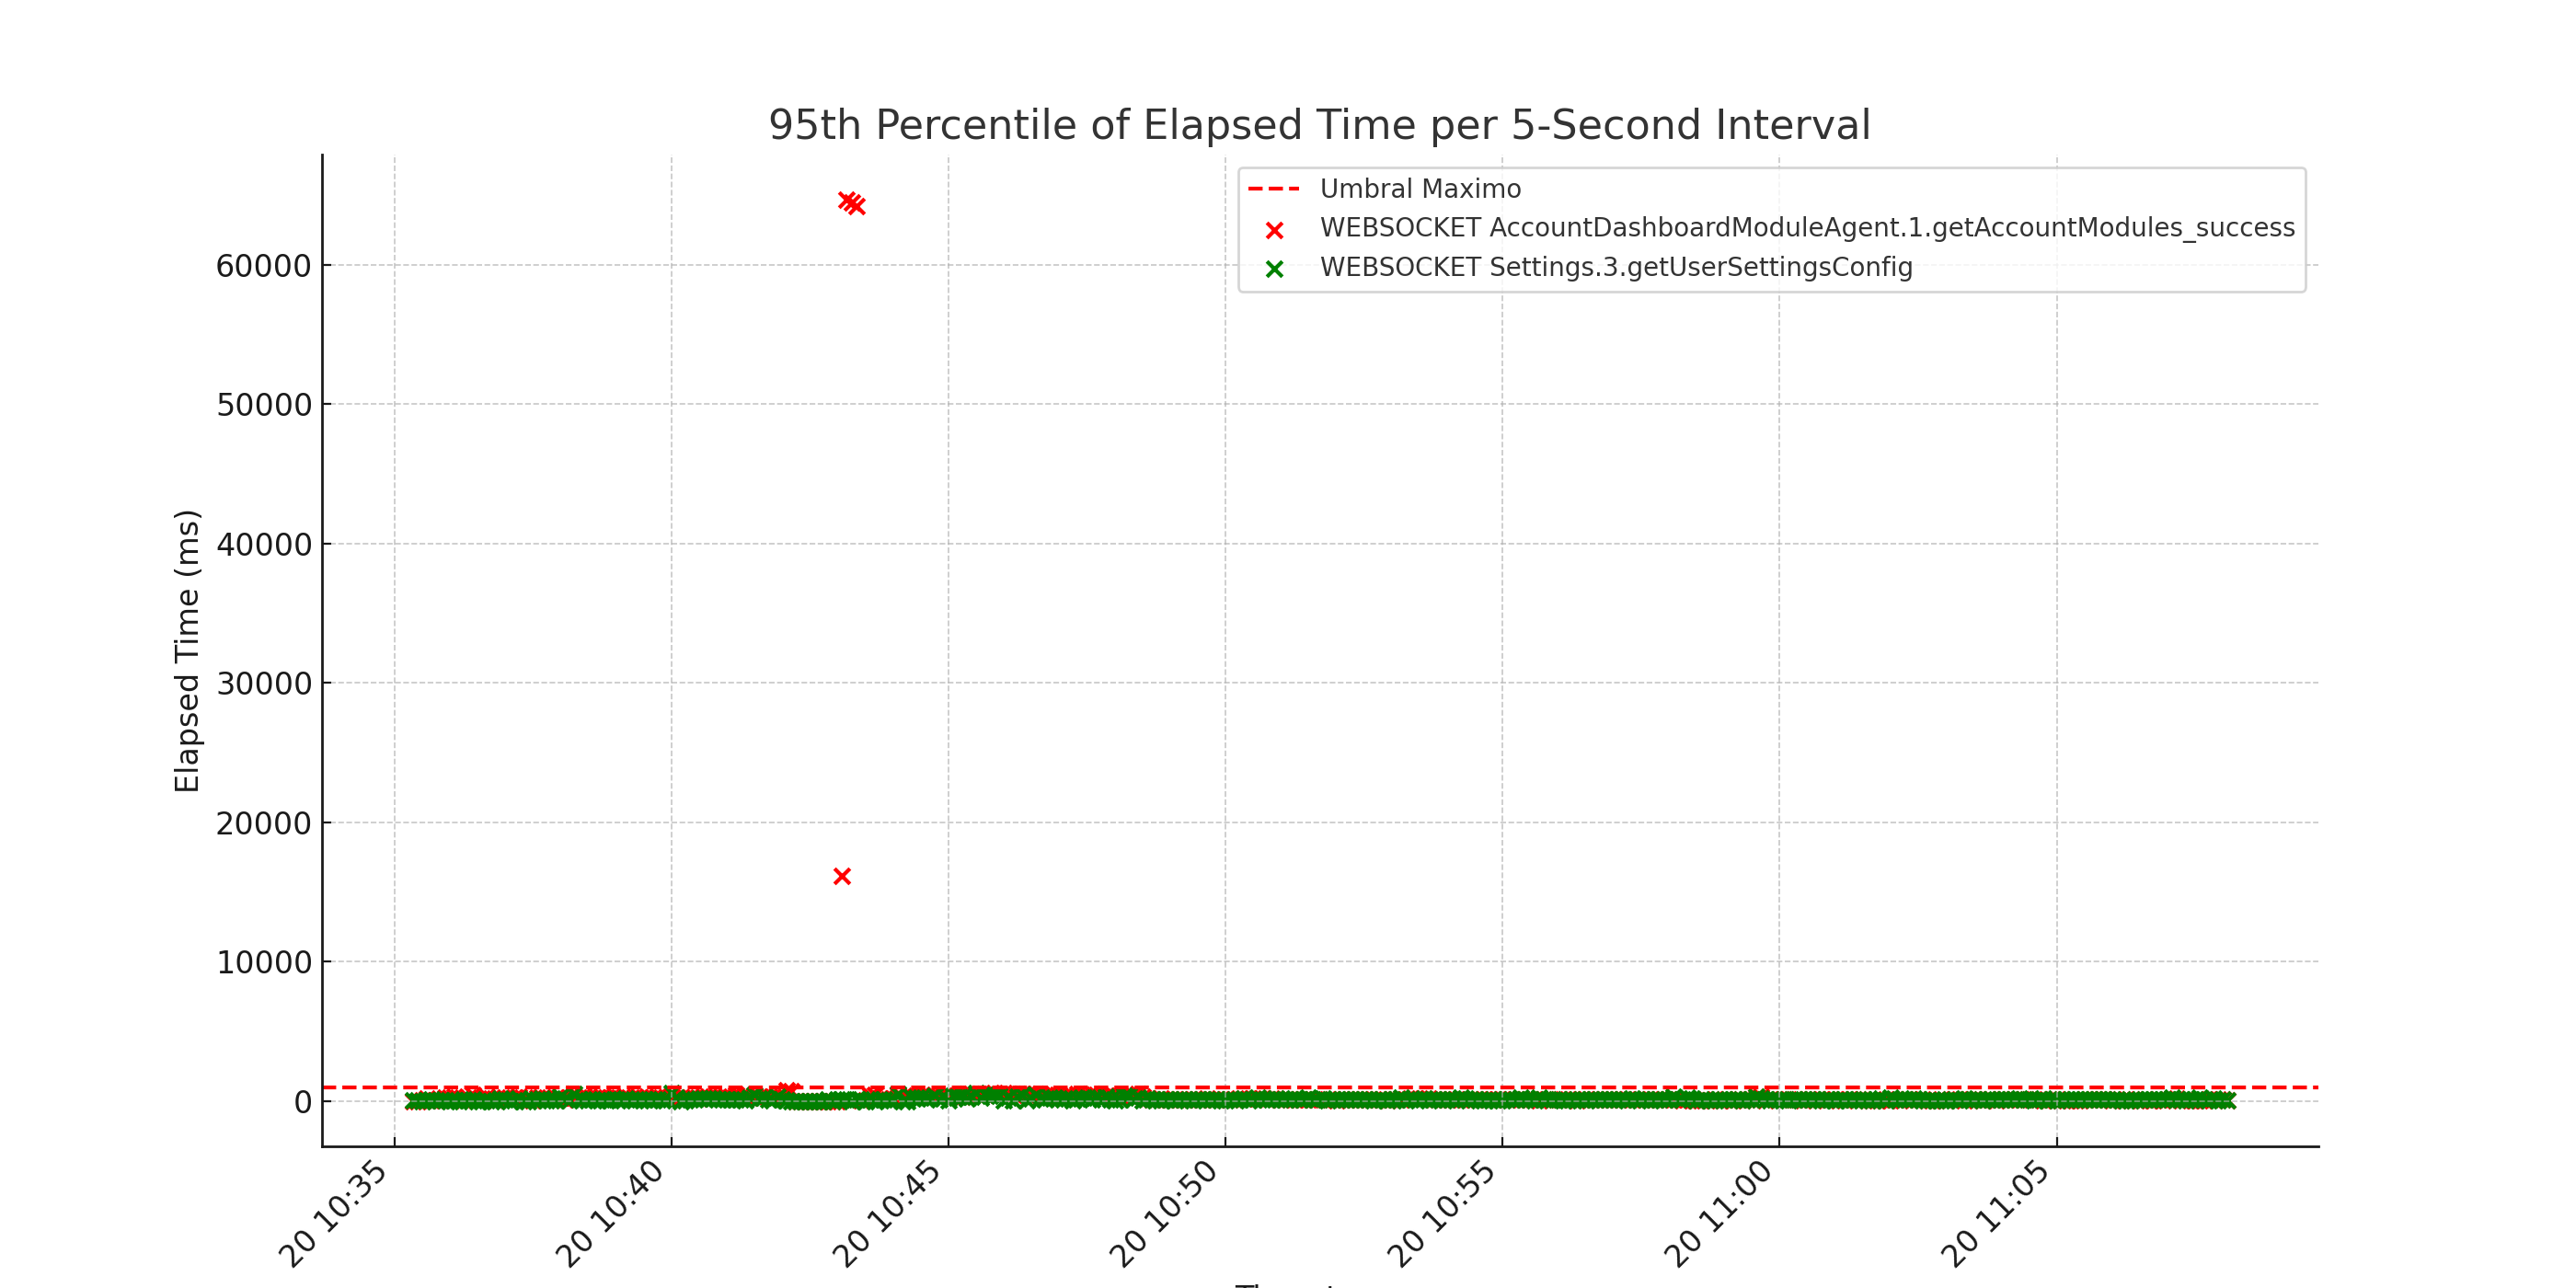 95th Percentile of Elapsed Time per 5-Second Interval
Umbral Maximo
WEBSOCKET AccountDashboardModuleAgent.1.getAccountModules_success
WEBSOCKET Settings.3.getUserSettingsConfig
Elapsed Time (ms)
60000
50000
40000
30000
20000
10000
0
20 10:35
20 10:40
20 10:45
20 10:50
20 10:55
20 11:00
20 11:05